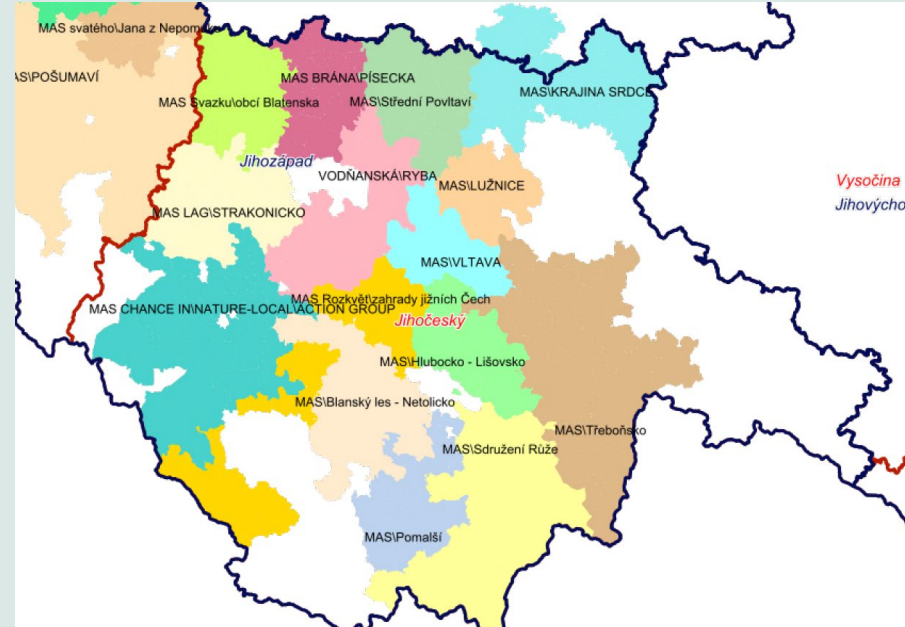 MAS svatého\Jana z Nepomuku
MAS\POŠUMAVÍ
MAS BRÁNA\PÍSECKA
MAS\KRAJINA SRDCE
MAS Svazku\obcí Blatenska
MAS\Střední Povltaví
Jihozápad
VODŇANSKÁ\RYBA
MAS\LUŽNICE
Vysočina
Jihovýcho
MAS LAG\STRAKONICKO
MAS\VLTAVA
MAS Rozkvět\zahrady jižních Čech
MAS CHANCE IN\NATURE-LOCAL\ACTION GROUP
Jihočeský
MAS\Hlubocko - Lišovsko
MAS\Blanský les - Netolicko
MAS\Třeboňsko
MAS\Sdružení Růže
MAS\Pomalší